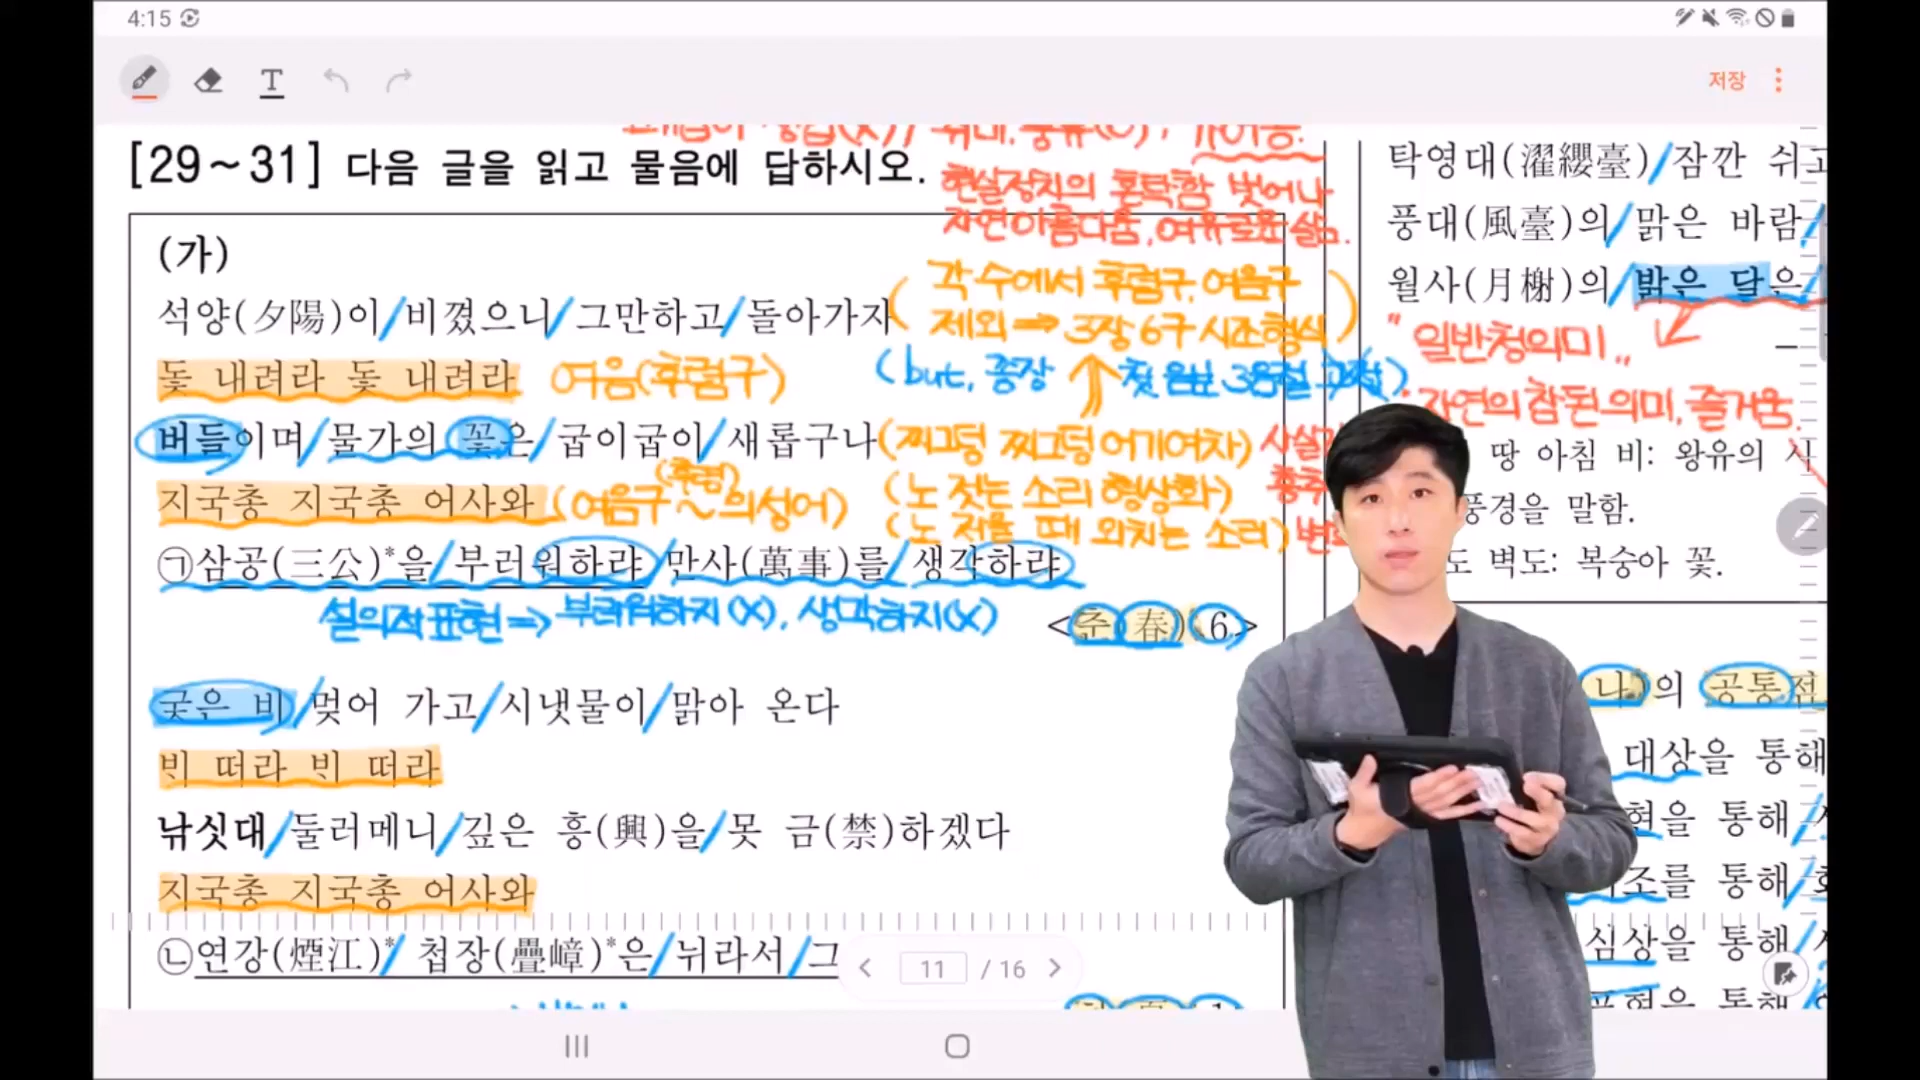 4:15
저장
[29～31] 다음 글을 읽고 물음에 답하시오.
현실정치의 혼탁함 벗어나
자연 아름다움, 여유로운 삶.
(가)
석양(夕陽)이/비꼈으니/그만하고/돌아가자
(각 수에서 후렴구, 여음구
제외 ⇒ 3장 6구 시조형식)
돛 내려라 돛 내려라 여음(후렴구)
(but, 종장 첫 음보 3음절
버들이며/물가의 꽃은/굽이굽이/새롭구나 (찌그덩 찌그덩 어기여차)
지국총 지국총 어사와 (여음구 ~ 의성어) (노 젓는 소리 형상화)
(후렴)
(노 저을 때 외치는 소리)
㉠삼공(三公)*을/부러워하랴/만사(萬事)를/생각하랴
설의적표현 ⇒ 부러워하지(X), 생각하지(X)
<춘(春) 6>
궂은 비/멎어 가고/시냇물이/맑아 온다
떠라 떠라
낚싯대/둘러메니/깊은 흥(興)을/못 금(禁)하겠다
지국총 지국총 어사와
㉡연강(煙江)*/첩장(疊嶂)*은/뉘라서/그
11 / 16
탁영대(濯纓臺)/잠깐 쉬고
풍대(風臺)의/맑은 바람/
월사(月榭)의/밝은 달은/
" 일반청의미 "
자연의 참된 의미, 즐거움.
땅 아침 비: 왕유의 시
풍경을 말함.
도 벽도: 복숭아 꽃.
나)의 공통점
대상을 통해
현을 통해/
조를 통해/
심상을 통해/
표현을 통해